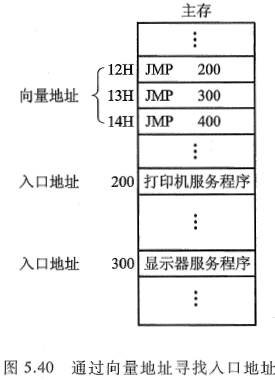 主存
12H JMP 200
向量地址 13H JMP 300
14H JMP 400
入口地址 200 打印机服务程序
入口地址 300 显示器服务程序
图 5.40 通过向量地址寻找入口地址